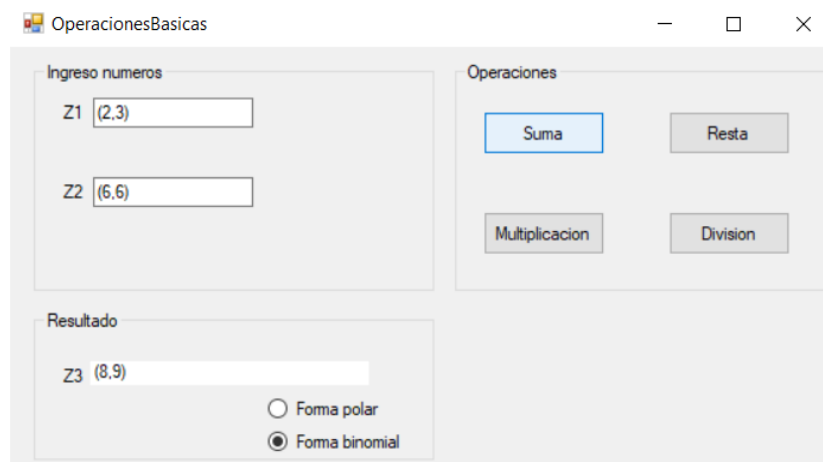 OperacionesBasicas
Ingreso numeros
Z1 (2,3)
Z2 (6,6)
Operaciones
Suma Resta
Multiplicacion Division
Resultado
Z3 (8,9)
Forma polar
Forma binomial